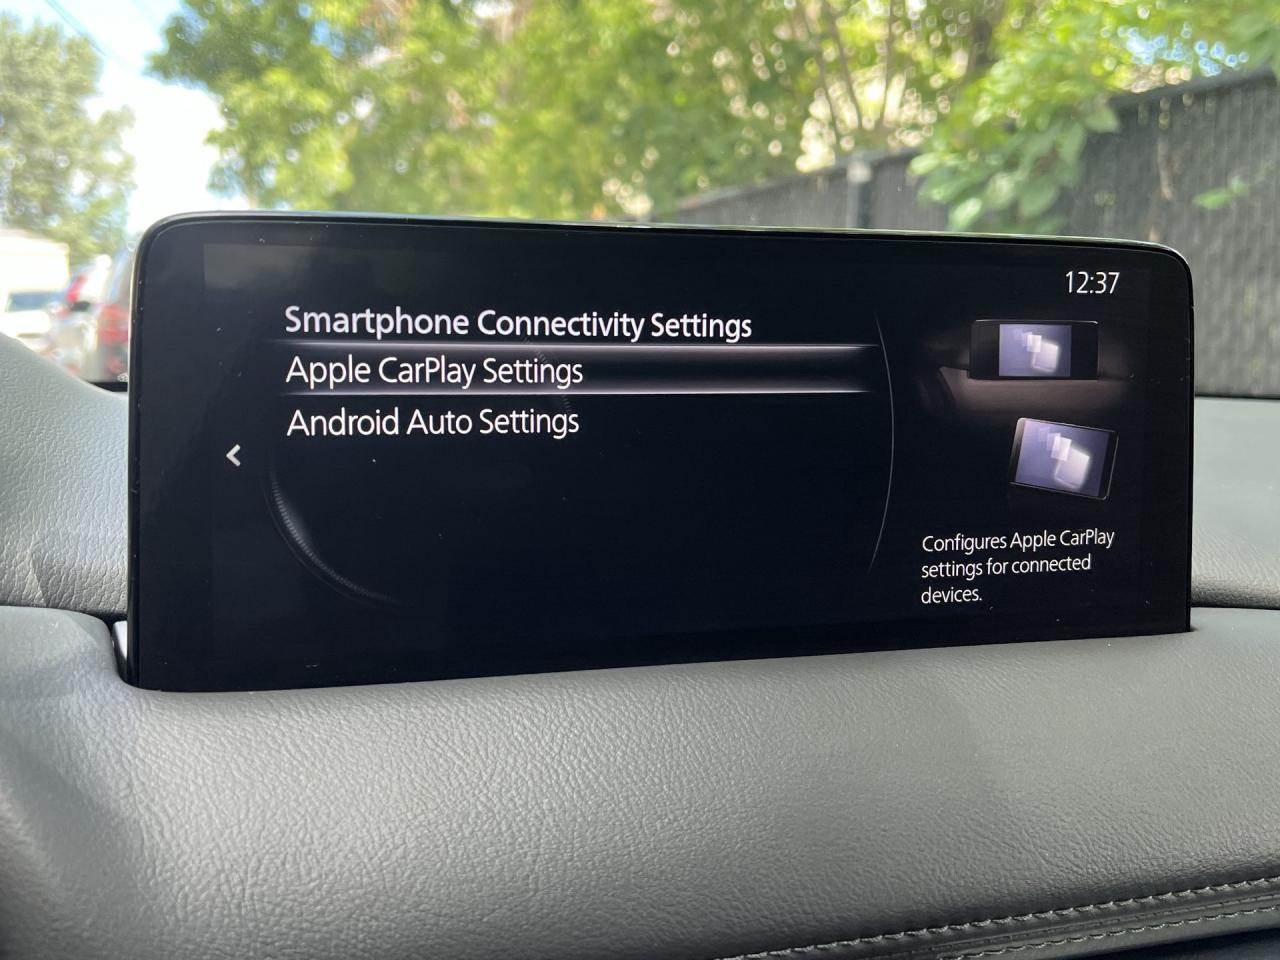 12:37
Smartphone Connectivity Settings
Apple CarPlay Settings
Android Auto Settings
Configures Apple CarPlay
settings for connected
devices.